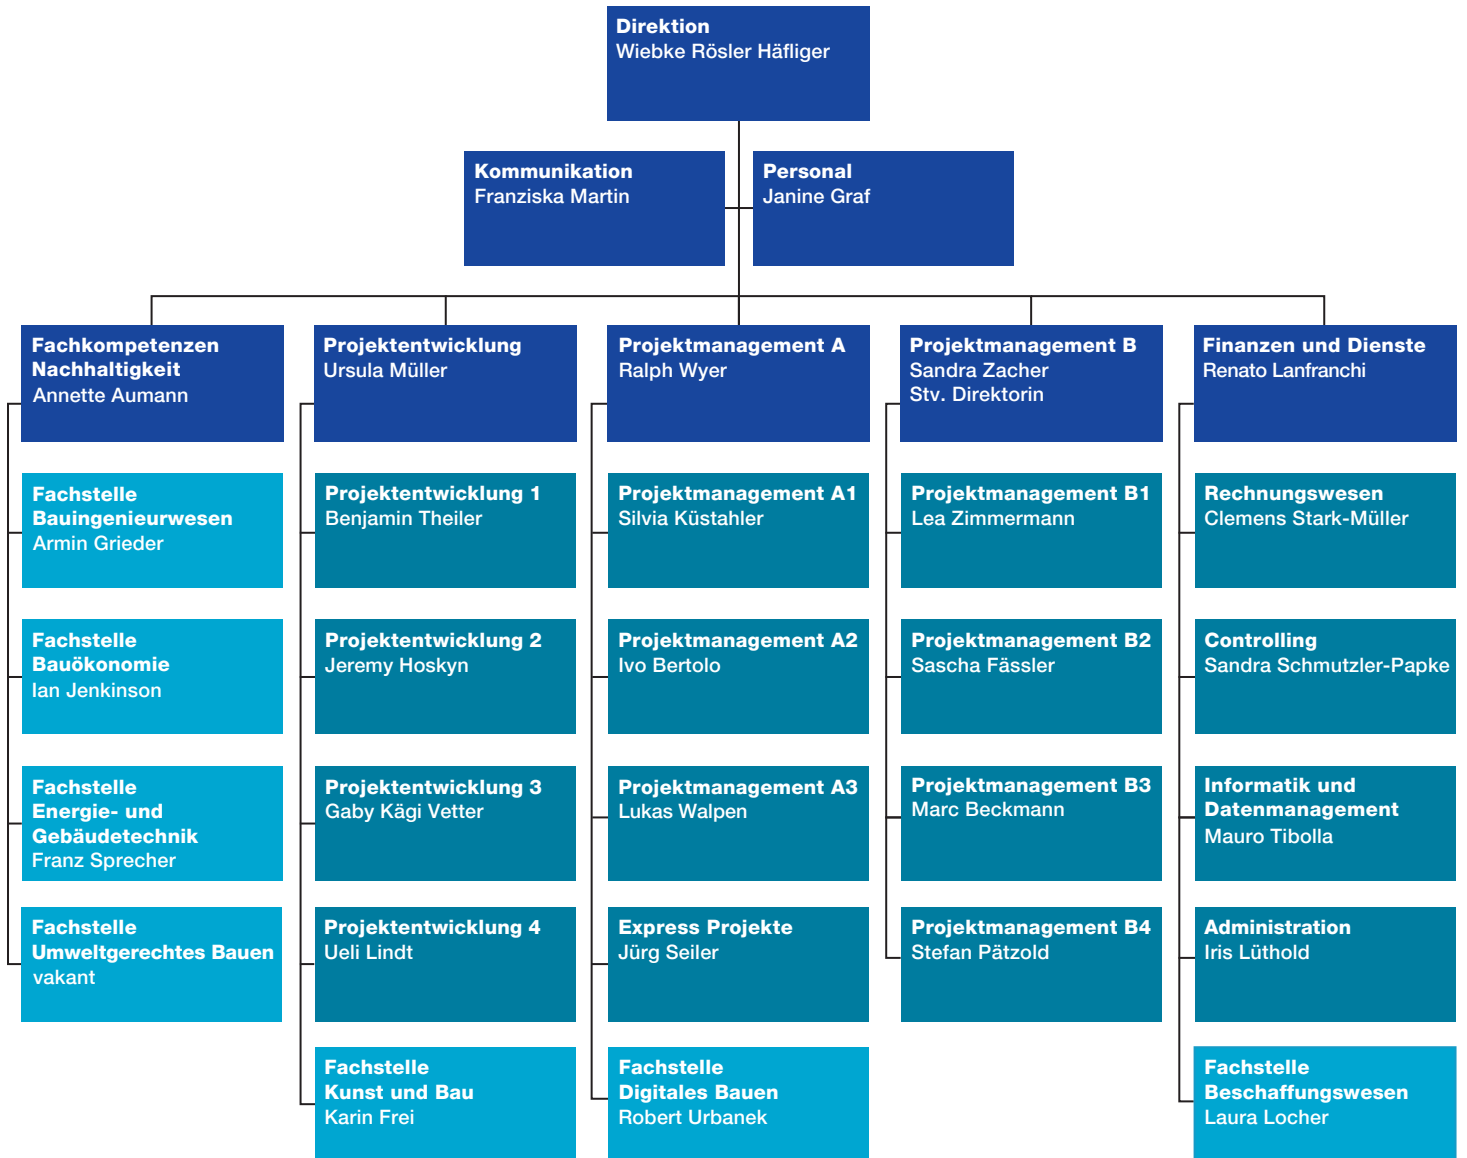 Direktion
Wiebke Rösler Häfliger
Kommunikation
Franziska Martin
Personal
Janine Graf
Fachkompetenzen
Nachhaltigkeit
Annette Aumann
Projektentwicklung
Ursula Müller
Projektmanagement A
Ralph Wyer
Projektmanagement B
Sandra Zacher
Stv. Direktorin
Finanzen und Dienste
Renato Lanfranchi
Fachstelle
Bauingenieurwesen
Armin Grieder
Projektentwicklung 1
Benjamin Theiler
Projektmanagement A1
Silvia Küstahler
Projektmanagement B1
Lea Zimmermann
Rechnungswesen
Clemens Stark-Müller
Fachstelle
Bauökonomie
Ian Jenkinson
Projektentwicklung 2
Jeremy Hoskyn
Projektmanagement A2
Ivo Bertolo
Projektmanagement B2
Sascha Fässler
Controlling
Sandra Schmutzler-Papke
Fachstelle
Energie- und
Gebäudetechnik
Franz Sprecher
Projektentwicklung 3
Gaby Kägi Vetter
Projektmanagement A3
Lukas Walpen
Projektmanagement B3
Marc Beckmann
Informatik und
Datenmanagement
Mauro Tibolla
Fachstelle
Umweltgerechtes Bauen
vakant
Projektentwicklung 4
Ueli Lindt
Express Projekte
Jürg Seiler
Projektmanagement B4
Stefan Pätzold
Administration
Iris Lüthold
Fachstelle
Kunst und Bau
Karin Frei
Fachstelle
Digitales Bauen
Robert Urbanek
Fachstelle
Beschaffungswesen
Laura Locher